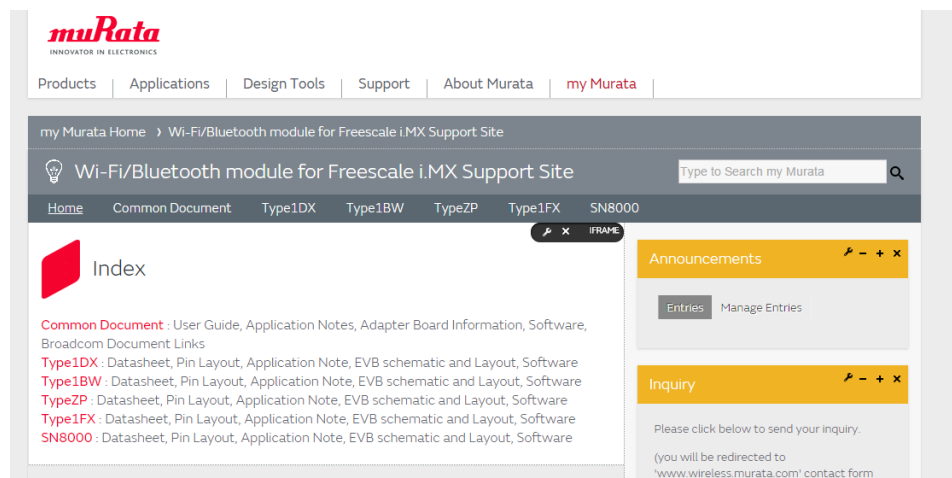 muRata
INNOVATOR IN ELECTRONICS
Products | Applications | Design Tools | Support | About Murata | my Murata |
my Murata Home › Wi-Fi/Bluetooth module for Freescale i.MX Support Site
Wi-Fi/Bluetooth module for Freescale i.MX Support Site
Type to Search my Murata
Home Common Document Type1DX Type1BW TypeZP Type1FX SN8000
IFRAME
Index
Common Document : User Guide, Application Notes, Adapter Board Information, Software,
Broadcom Document Links
Type1DX : Datasheet, Pin Layout, Application Note, EVB schematic and Layout, Software
Type1BW : Datasheet, Pin Layout, Application Note, EVB schematic and Layout, Software
TypeZP : Datasheet, Pin Layout, Application Note, EVB schematic and Layout, Software
Type1FX : Datasheet, Pin Layout, Application Note, EVB schematic and Layout, Software
SN8000 : Datasheet, Pin Layout, Application Note, EVB schematic and Layout, Software
Announcements
Entries Manage Entries
Inquiry
Please click below to send your inquiry.
(you will be redirected to
'www.wireless.murata.com' contact form